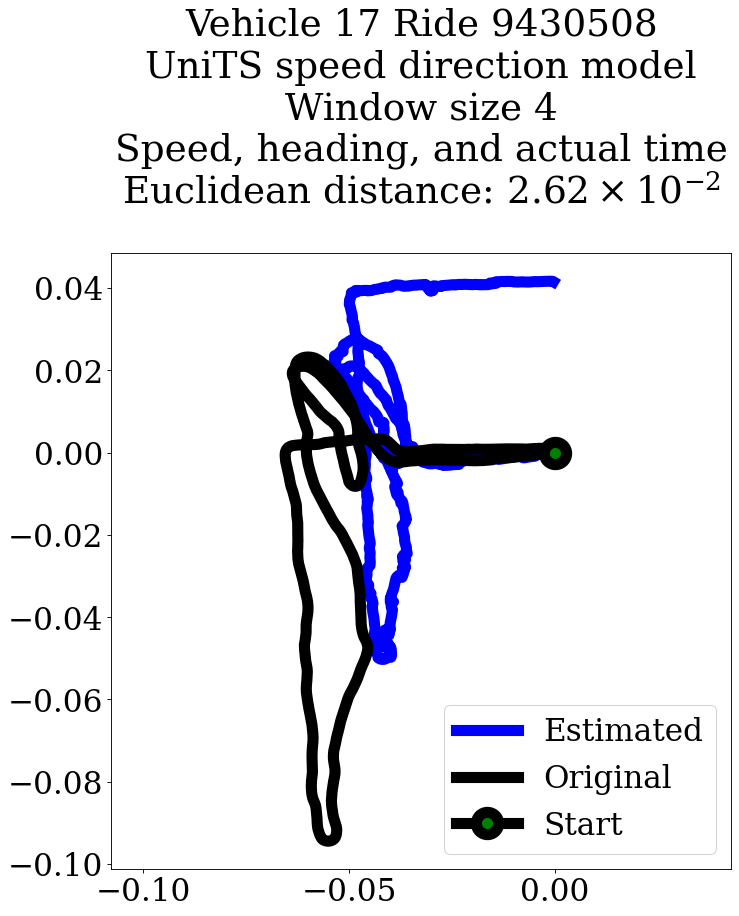 Vehicle 17 Ride 9430508
UniTS speed direction model
Window size 4
Speed, heading, and actual time
Euclidean distance: 2.62 × 10⁻²
0.04
0.02
0.00
−0.02
−0.04
−0.06
−0.08
−0.10
Estimated
Original
Start
−0.10
−0.05
0.00